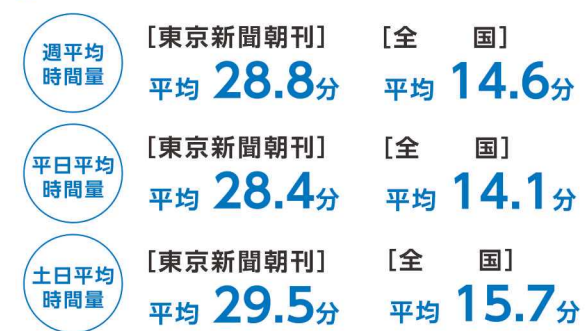 週平均
時間量
[東京新聞朝刊] [全 国]
平均 28.8分 平均 14.6分
平日平均
時間量
[東京新聞朝刊] [全 国]
平均 28.4分 平均 14.1分
土日平均
時間量
[東京新聞朝刊] [全 国]
平均 29.5分 平均 15.7分